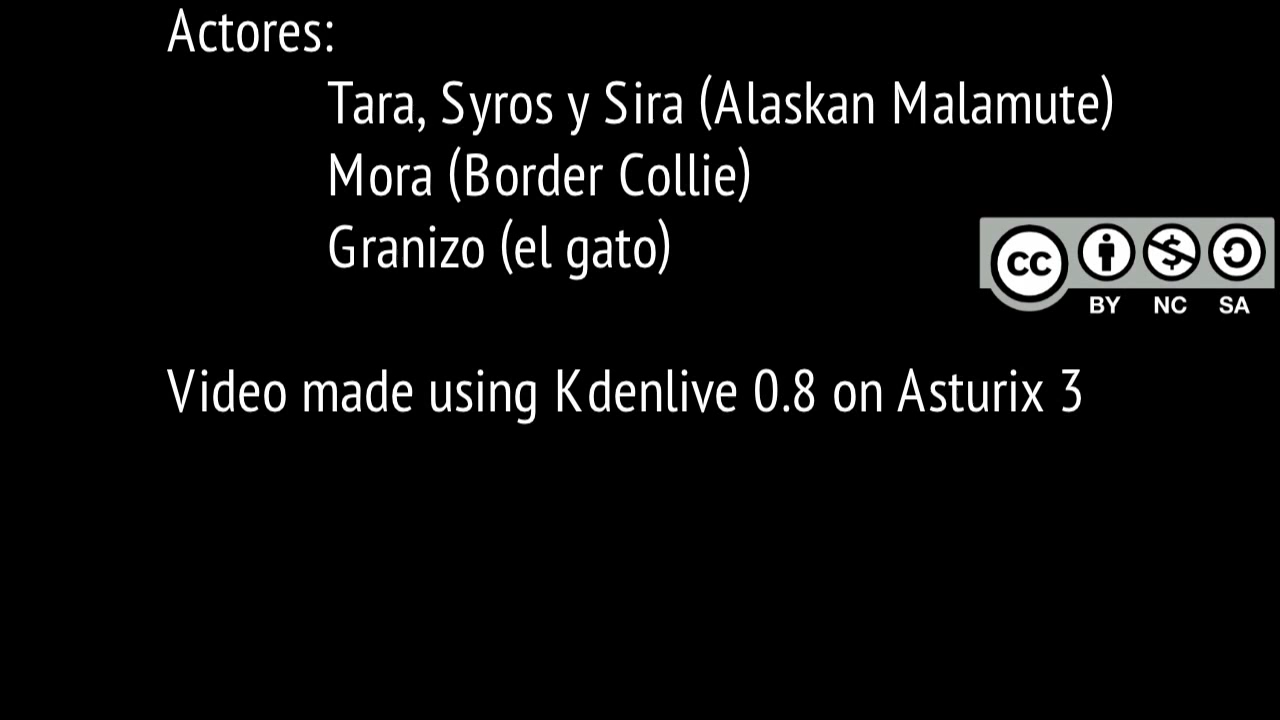 Actores:
Tara, Syros y Sira (Alaskan Malamute)
Mora (Border Collie)
Granizo (el gato)
cc BY NC SA
Video made using Kdenlive 0.8 on Asturix 3